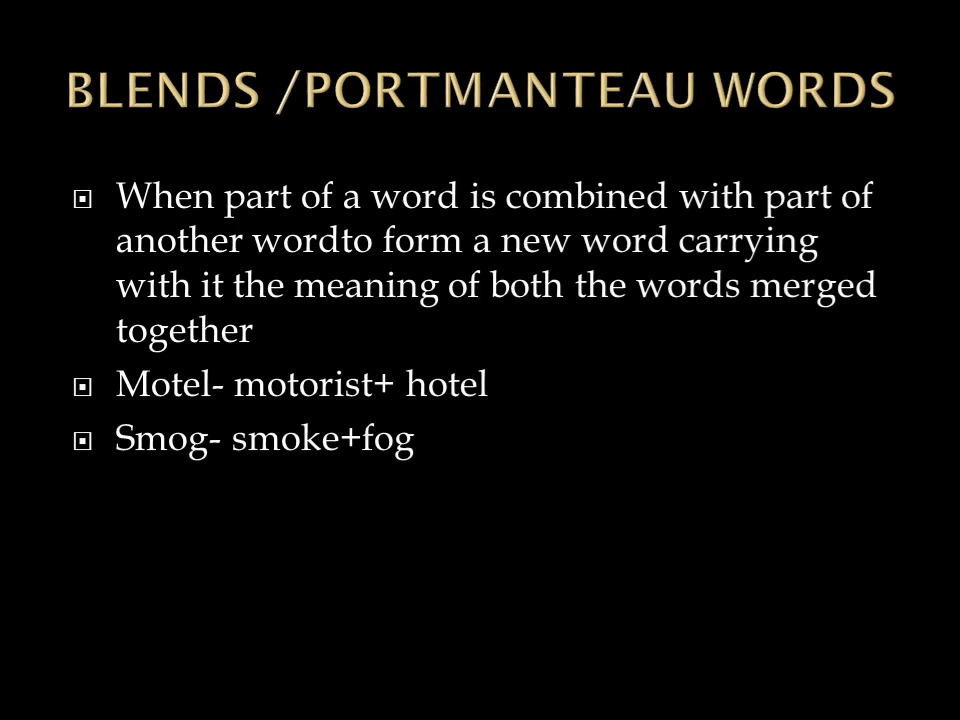 BLENDS /PORTMANTEAU WORDS
When part of a word is combined with part of
another wordto form a new word carrying
with it the meaning of both the words merged
together
Motel- motorist+ hotel
Smog- smoke+fog